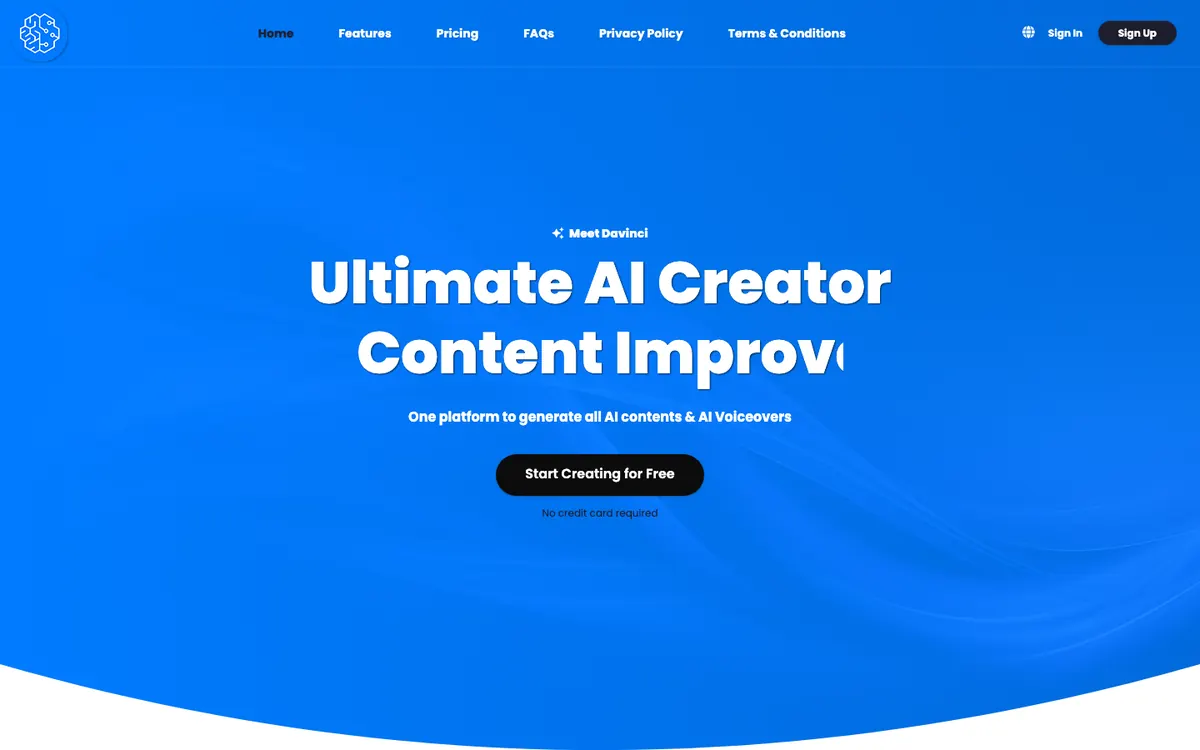 Home
Features
Pricing
FAQs
Privacy Policy
Terms & Conditions
Sign In
Sign Up
Meet Davinci
Ultimate AI Creator
Content Improv
One platform to generate all AI contents & AI Voiceovers
Start Creating for Free
No credit card required